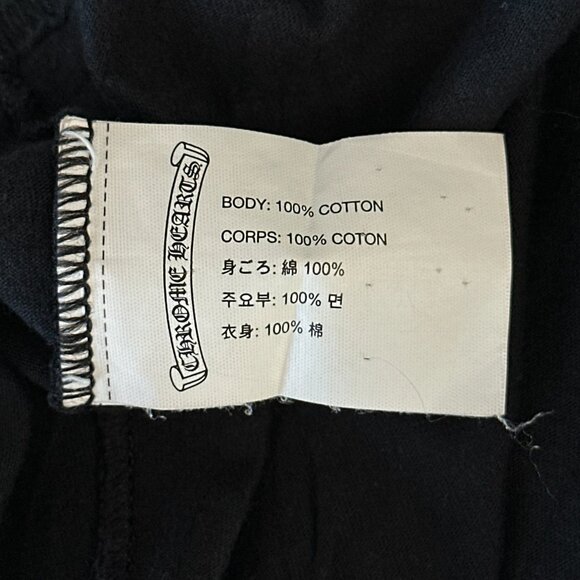 CHROME HEARTS
BODY: 100% COTTON
CORPS: 100% COTON
身ごろ: 綿 100%
주요부: 100% 면
衣身: 100% 棉